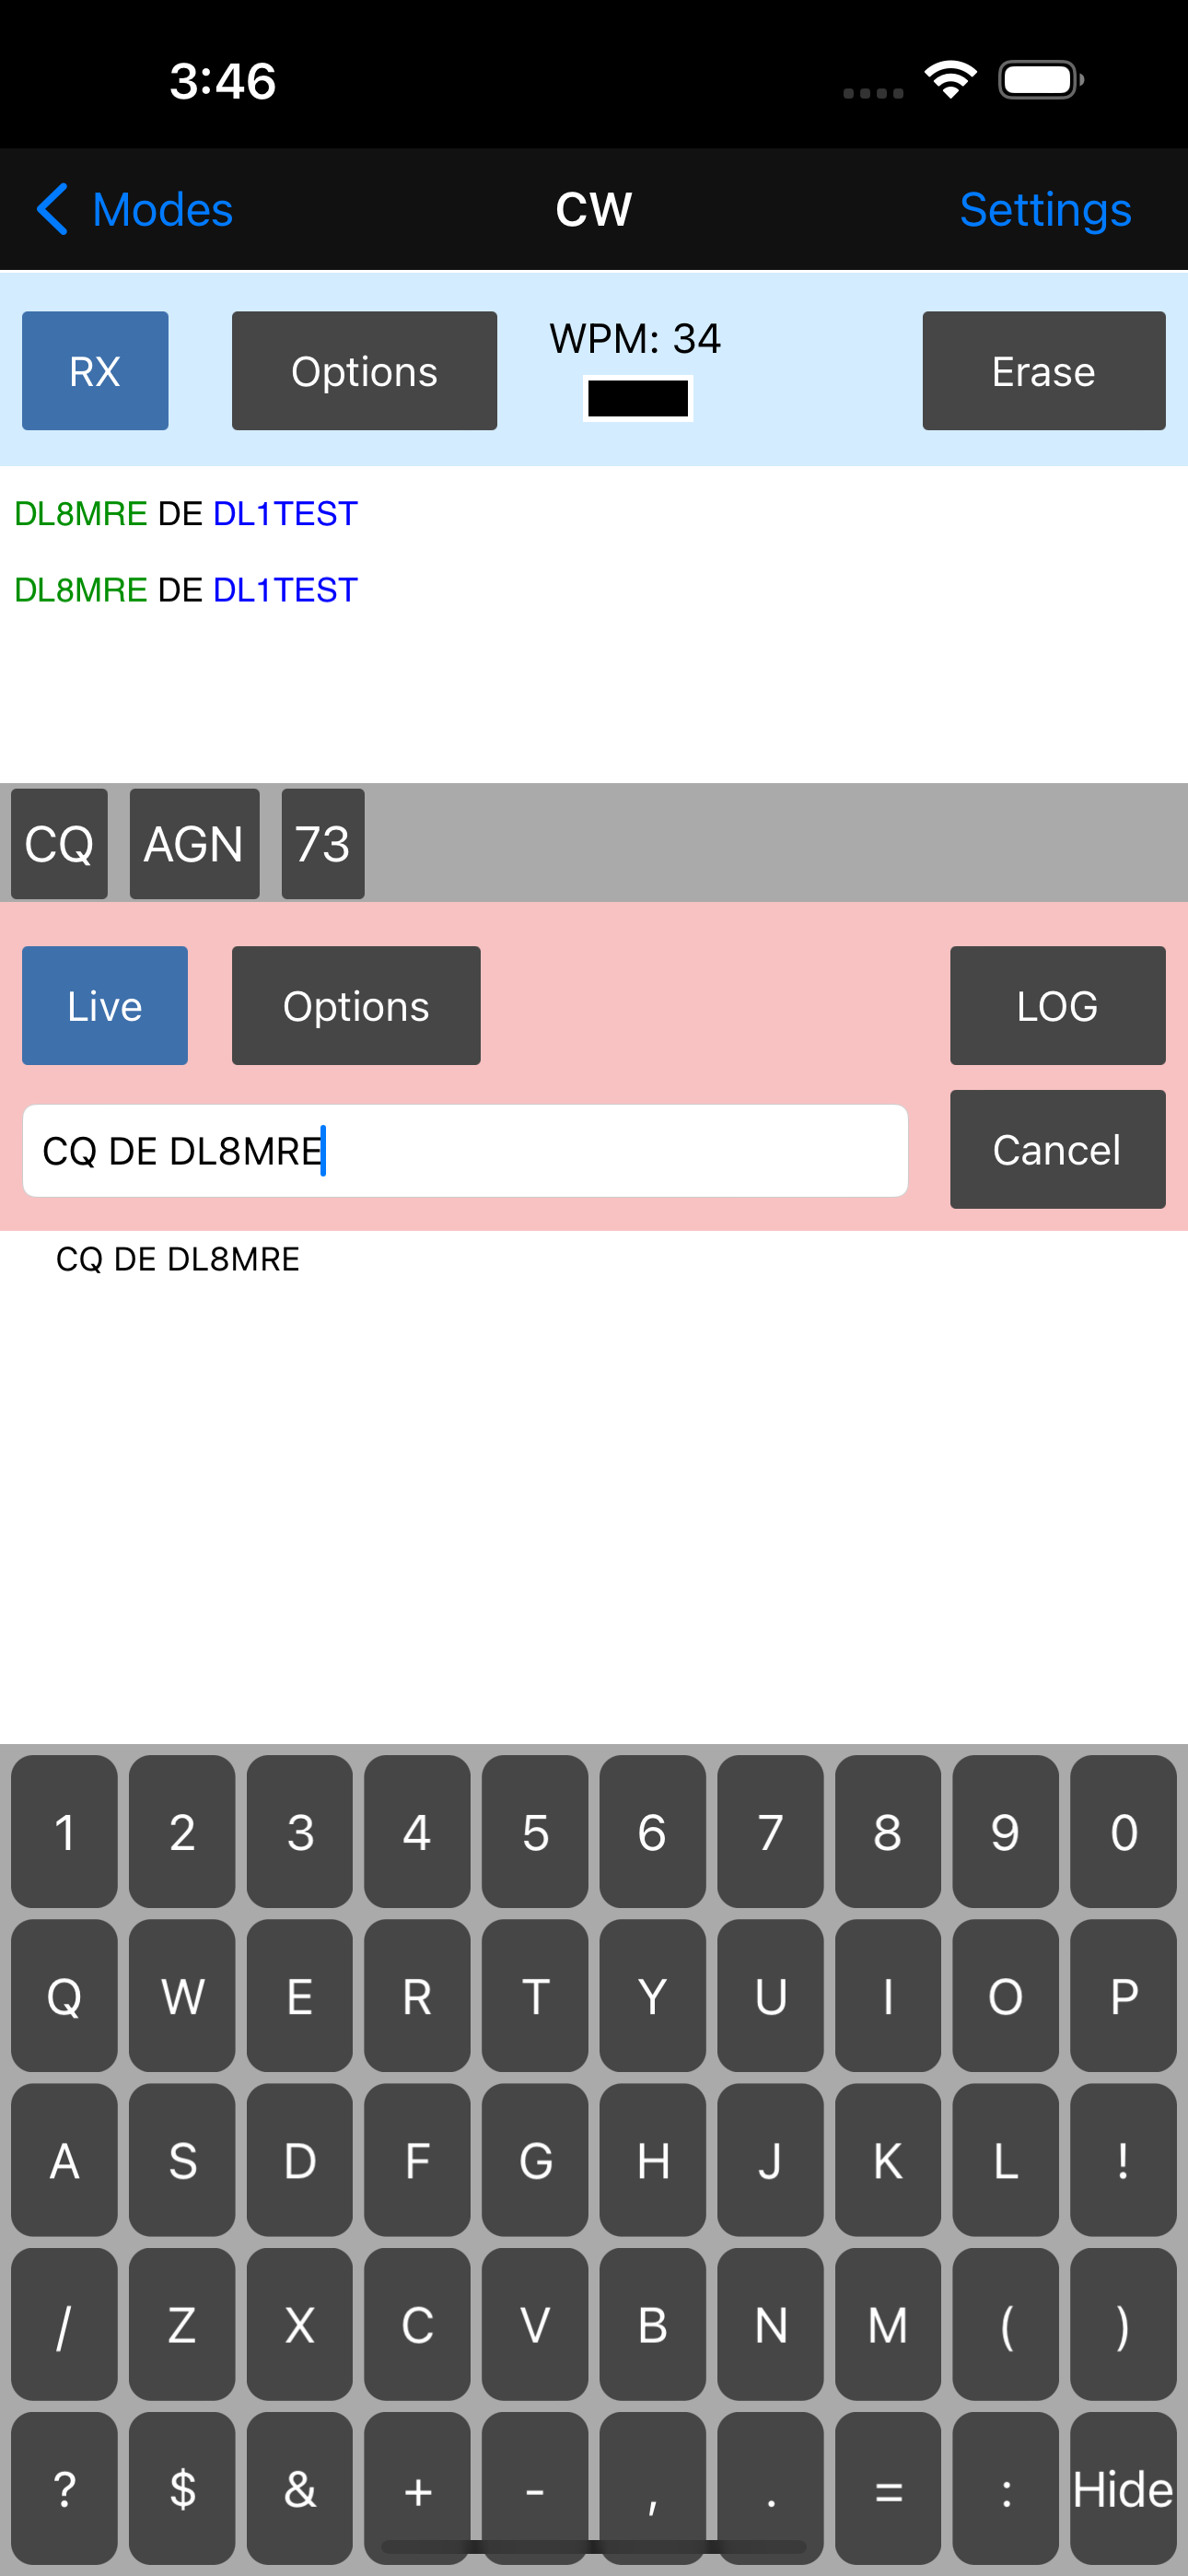 3:46
Modes CW Settings
RX Options WPM: 34 Erase
DL8MRE DE DL1TEST
DL8MRE DE DL1TEST
CQ AGN 73
Live Options LOG
CQ DE DL8MRE Cancel
CQ DE DL8MRE
1 2 3 4 5 6 7 8 9 0
Q W E R T Y U I O P
A S D F G H J K L !
/ Z X C V B N M ( )
? $ & + - , . = : Hide